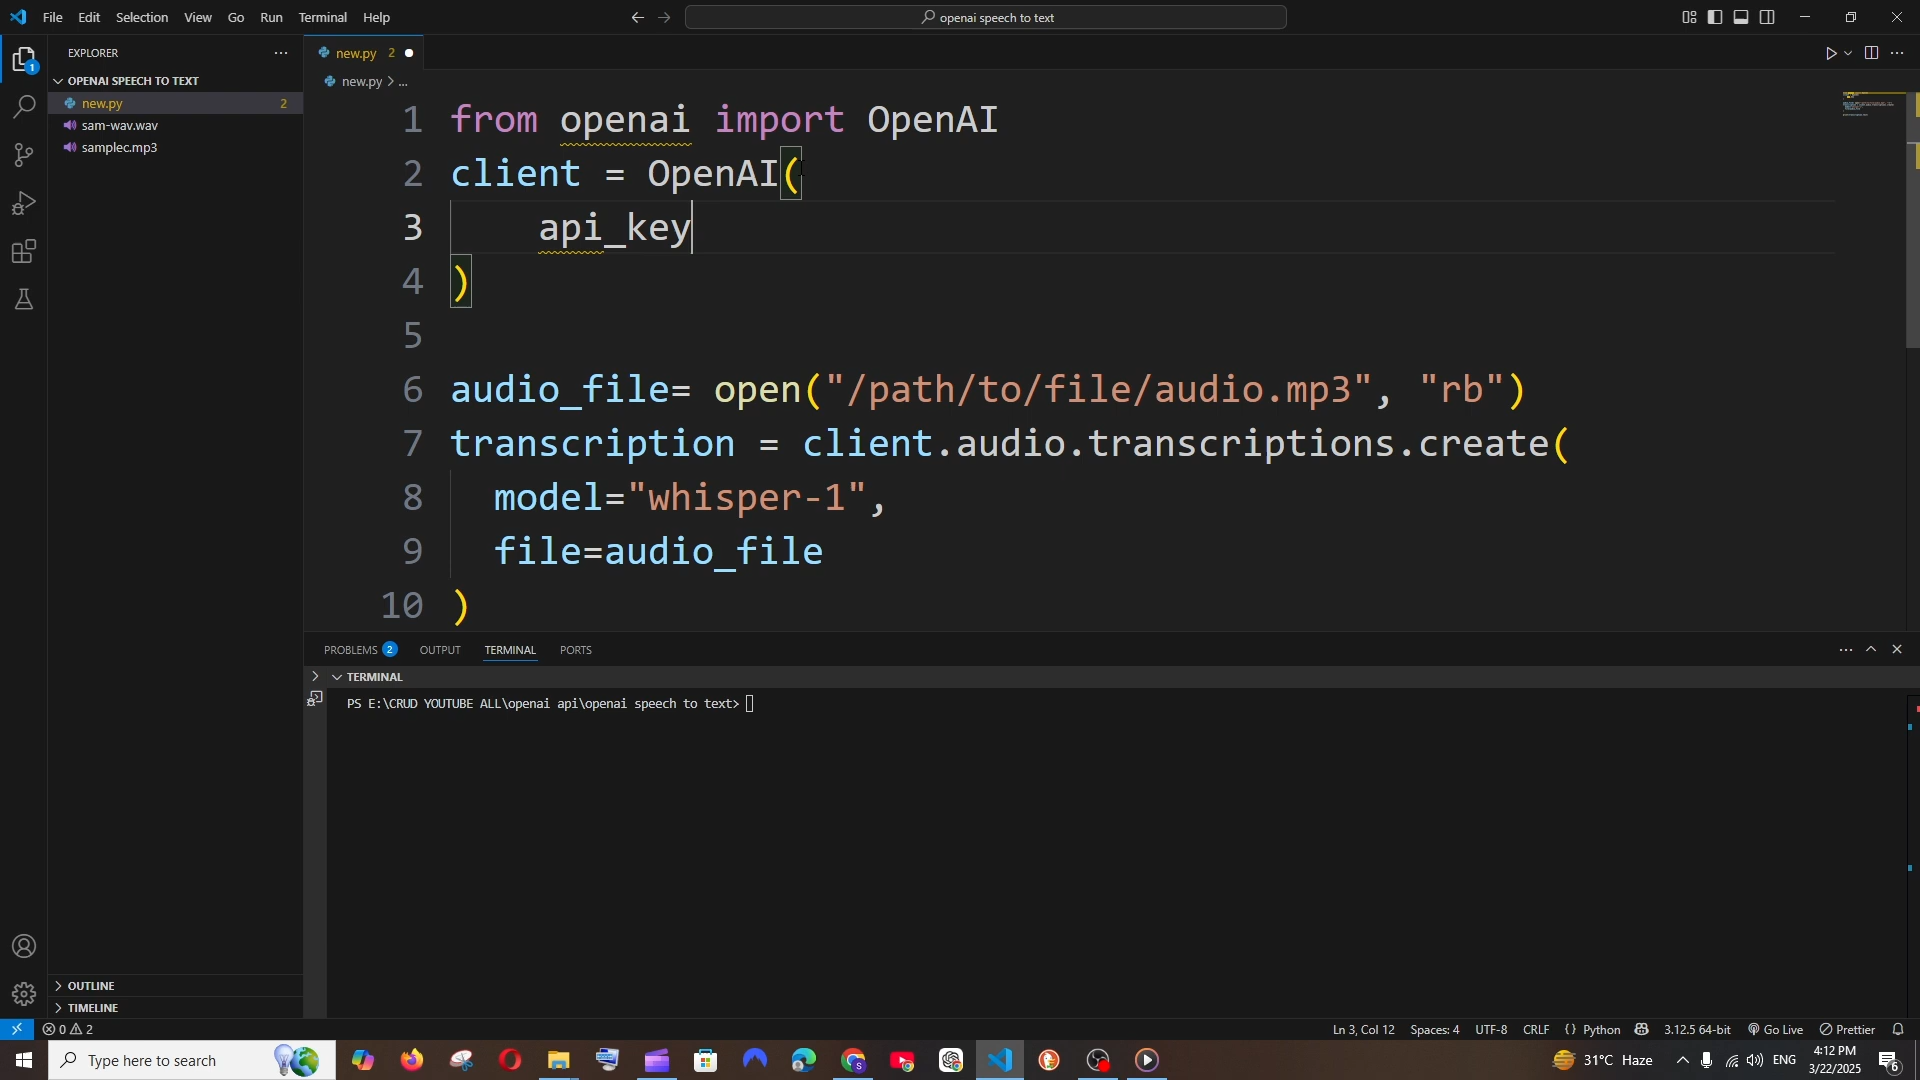 File Edit Selection View Go Run Terminal Help
openai speech to text
EXPLORER
OPENAI SPEECH TO TEXT
new.py 2
sam-wav.wav
samplec.mp3
OUTLINE
TIMELINE
1
new.py 2
new.py > ...
1 from openai import OpenAI
2 client = OpenAI(
3 api_key
4 )
5
6 audio_file= open("/path/to/file/audio.mp3", "rb")
7 transcription = client.audio.transcriptions.create(
8 model="whisper-1",
9 file=audio_file
10 )
PROBLEMS 2 OUTPUT TERMINAL PORTS
TERMINAL
PS E:\CRUD YOUTUBE ALL\openai api\openai speech to text>
0 2
Ln 3, Col 12 Spaces: 4 UTF-8 CRLF {} Python 3.12.5 64-bit Go Live Prettier
Type here to search
31°C Haze
ENG
4:12 PM
3/22/2025
6